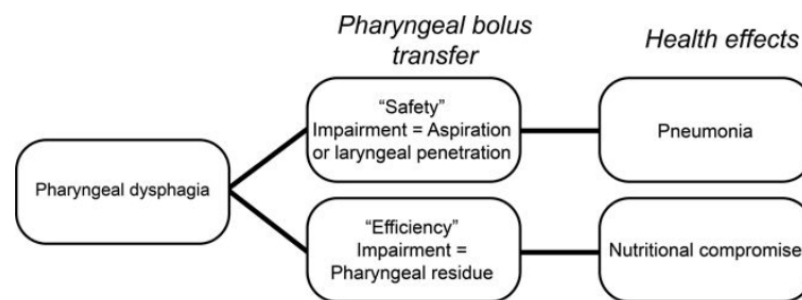 Pharyngeal bolus
transfer
Health effects
"Safety"
Impairment = Aspiration
or laryngeal penetration
Pneumonia
Pharyngeal dysphagia
"Efficiency"
Impairment =
Pharyngeal residue
Nutritional compromise